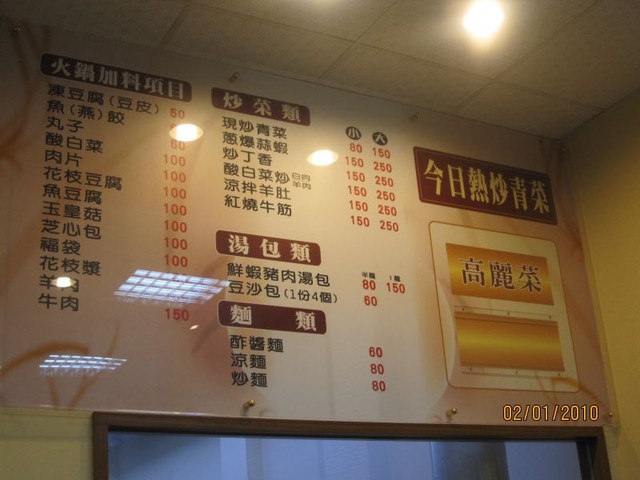 火鍋加料項目
凍豆腐(豆皮) 50
魚(燕)餃
丸子
酸白菜 60
肉片 100
花枝豆腐 100
魚豆腐 100
玉皇菇 100
芝心包 100
福袋 100
花枝漿 100
羊肉
牛肉 150
炒菜類
小 大
現炒青菜 80 150
蔥爆蒜蝦 150 250
炒丁香 150 250
酸白菜炒白肉羊肉 150 250
涼拌羊肚 150 250
紅燒牛筋 150 250
湯包類
半籠 1籠
鮮蝦豬肉湯包 80 150
豆沙包(1份4個) 60
麵類
酢醬麵 60
涼麵 80
炒麵 80
今日熱炒青菜
高麗菜
02/01/2010